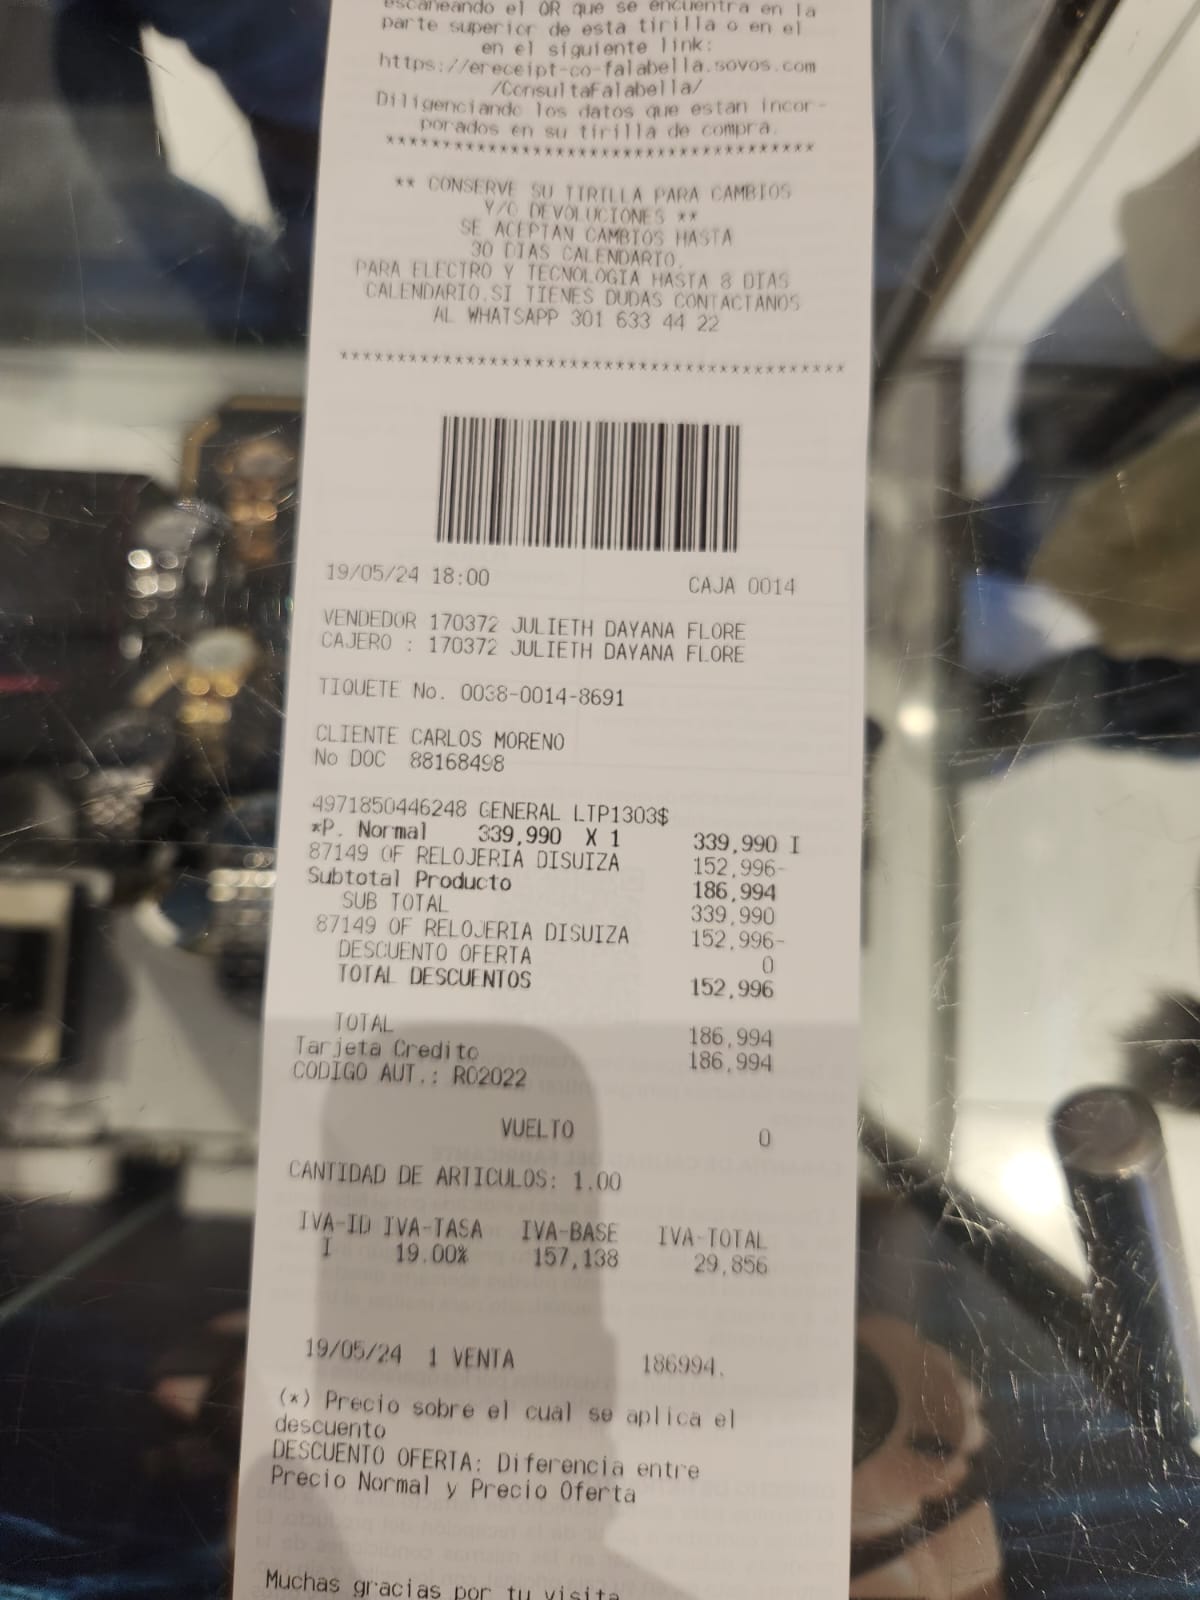 escaneando el QR que se encuentra en la
parte superior de esta tirilla o en el
en el siguiente link:
https://ereceipt-co-falabella.sovos.com
/ConsultaFalabella/
Diligenciando los datos que estan incor-
porados en su tirilla de compra.
*************************************
** CONSERVE SU TIRILLA PARA CAMBIOS
Y/O DEVOLUCIONES **
SE ACEPTAN CAMBIOS HASTA
30 DIAS CALENDARIO.
PARA ELECTRO Y TECNOLOGIA HASTA 8 DIAS
CALENDARIO.SI TIENES DUDAS CONTACTANOS
AL WHATSAPP 301 633 44 22
********************************************
19/05/24 18:00 CAJA 0014
VENDEDOR 170372 JULIETH DAYANA FLORE
CAJERO : 170372 JULIETH DAYANA FLORE
TIQUETE No. 0038-0014-8691
CLIENTE CARLOS MORENO
No DOC 88168498
4971850446248 GENERAL LTP1303$
*P. Normal 339,990 X 1 339,990 I
87149 OF RELOJERIA DISUIZA 152,996-
Subtotal Producto 186,994
SUB TOTAL 339,990
87149 OF RELOJERIA DISUIZA 152,996-
DESCUENTO OFERTA 0
TOTAL DESCUENTOS 152,996
TOTAL 186,994
Tarjeta Credito 186,994
CODIGO AUT.: R02022
VUELTO 0
CANTIDAD DE ARTICULOS: 1.00
IVA-ID IVA-TASA IVA-BASE IVA-TOTAL
I 19.00% 157,138 29,856
19/05/24 1 VENTA 186994.
(*) Precio sobre el cual se aplica el
descuento
DESCUENTO OFERTA: Diferencia entre
Precio Normal y Precio Oferta
Muchas gracias por tu visita